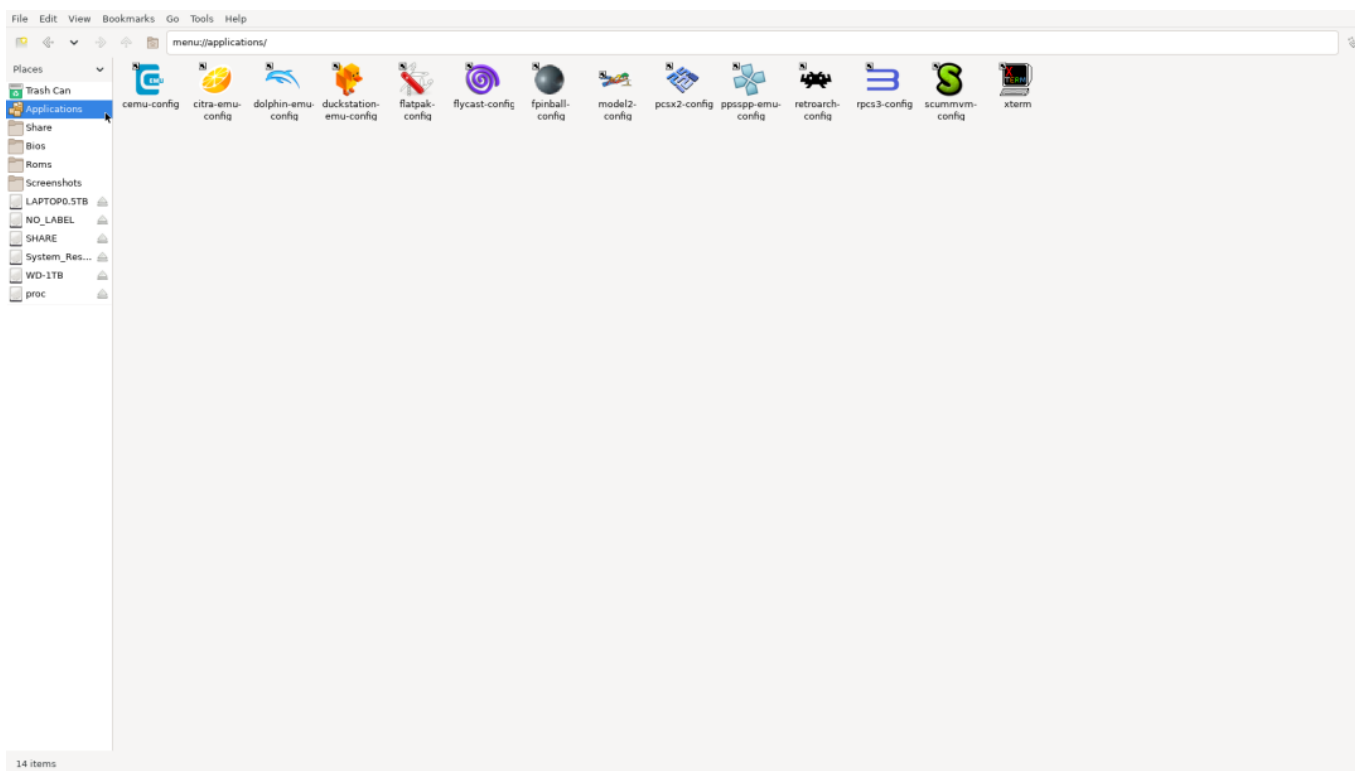 File Edit View Bookmarks Go Tools Help
menu://applications/
Places
Trash Can
Applications
Share
Bios
Roms
Screenshots
LAPTOP0.5TB
NO_LABEL
SHARE
System_Res...
WD-1TB
proc
cemu-config
citra-emu-
config
dolphin-emu-
config
duckstation-
emu-config
flatpak-
config
flycast-config
fpinball-
config
model2-
config
pcsx2-config
ppsspp-emu-
config
retroarch-
config
rpcs3-config
scummvm-
config
xterm
CEMU
X
TERM
14 items